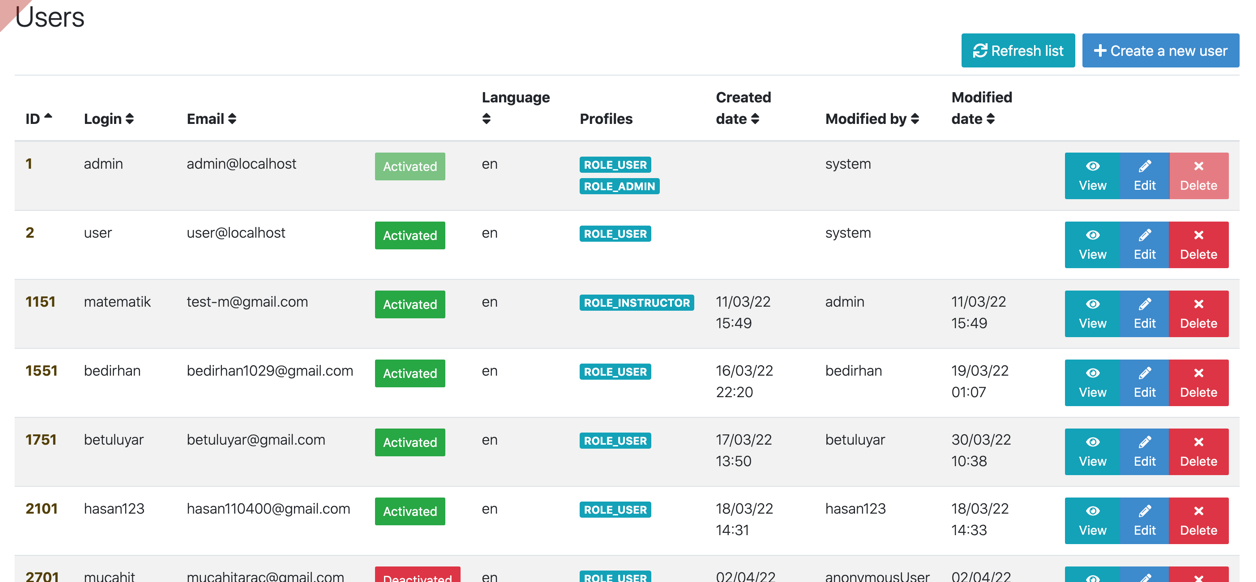 Users
Refresh list
Create a new user
ID Login Email Language Profiles Created date Modified by Modified date
1 admin admin@localhost Activated en ROLE_USER system View Edit Delete
ROLE_ADMIN
2 user user@localhost Activated en ROLE_USER system View Edit Delete
1151 matematik test-m@gmail.com Activated en ROLE_INSTRUCTOR 11/03/22 admin 11/03/22
15:49 15:49 View Edit Delete
1551 bedirhan bedirhan1029@gmail.com Activated en ROLE_USER 16/03/22 bedirhan 19/03/22
22:20 01:07 View Edit Delete
1751 betuluyar betuluyar@gmail.com Activated en ROLE_USER 17/03/22 betuluyar 30/03/22
13:50 10:38 View Edit Delete
2101 hasan123 hasan110400@gmail.com Activated en ROLE_USER 18/03/22 hasan123 18/03/22
14:31 14:33 View Edit Delete
2701 mucahit mucahitarac@gmail.com Deactivated en ROLE_USER 02/04/22 anonymousUser 02/04/22